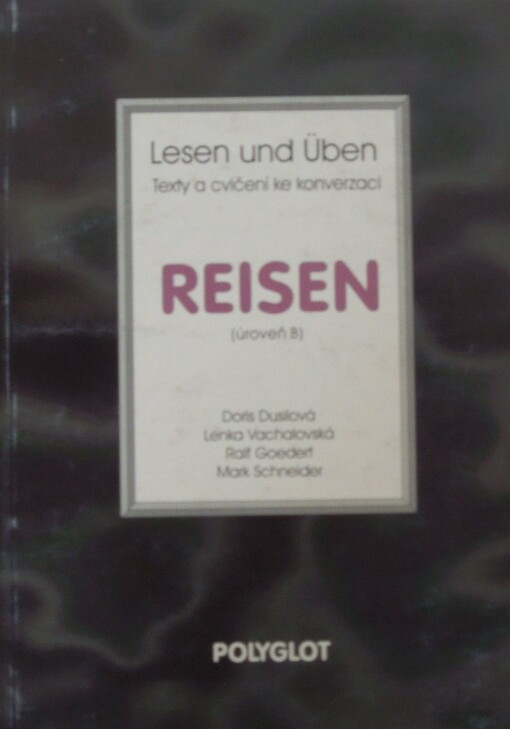 Lesen und Üben
Texty a cvičení ke konverzaci
REISEN
(úroveň B)
Doris Dusilová
Lenka Vachalovská
Ralf Goedert
Mark Schneider
POLYGLOT